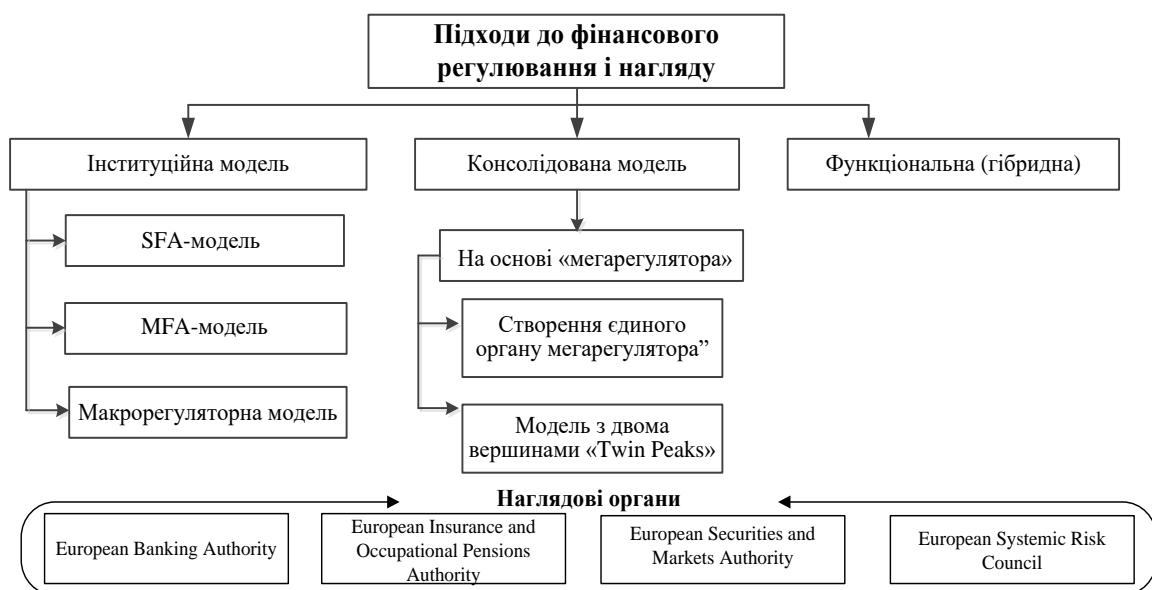 Підходи до фінансового
регулювання і нагляду
Інституційна модель
Консолідована модель
Функціональна (гібридна)
SFA-модель
MFA-модель
Макрорегуляторна модель
На основі «мегарегулятора»
Створення єдиного
органу мегарегулятора”
Модель з двома
вершинами «Twin Peaks»
Наглядові органи
European Banking Authority
European Insurance and
Occupational Pensions
Authority
European Securities and
Markets Authority
European Systemic Risk
Council